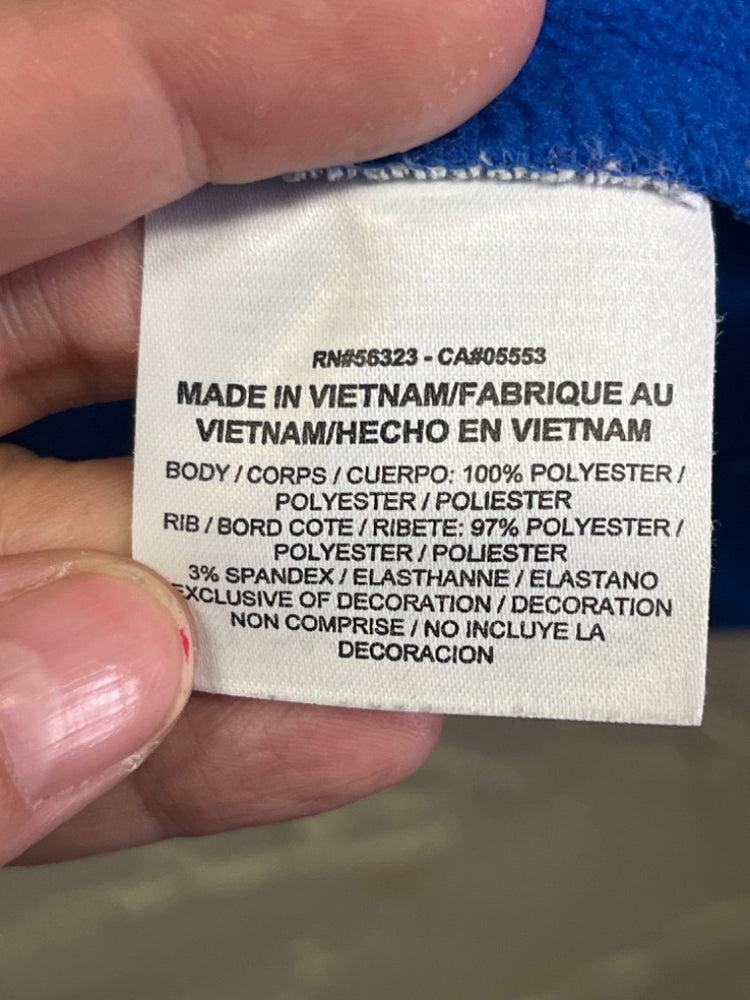 RN#56323 - CA#05553
MADE IN VIETNAM/FABRIQUE AU
VIETNAM/HECHO EN VIETNAM
BODY / CORPS / CUERPO: 100% POLYESTER /
POLYESTER / POLIESTER
RIB / BORD COTE / RIBETE: 97% POLYESTER /
POLYESTER / POLIESTER
3% SPANDEX / ELASTHANNE / ELASTANO
EXCLUSIVE OF DECORATION / DECORATION
NON COMPRISE / NO INCLUYE LA
DECORACION